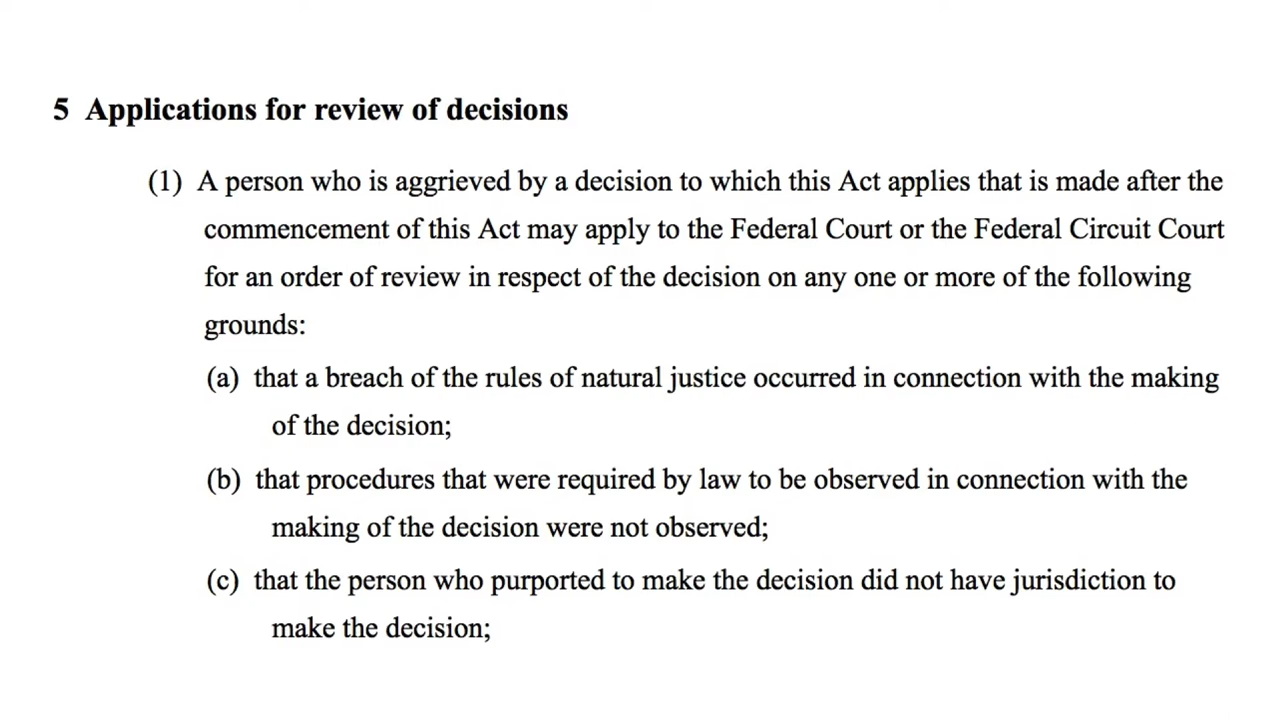 5 Applications for review of decisions
(1) A person who is aggrieved by a decision to which this Act applies that is made after the
commencement of this Act may apply to the Federal Court or the Federal Circuit Court
for an order of review in respect of the decision on any one or more of the following
grounds:
(a) that a breach of the rules of natural justice occurred in connection with the making
of the decision;
(b) that procedures that were required by law to be observed in connection with the
making of the decision were not observed;
(c) that the person who purported to make the decision did not have jurisdiction to
make the decision;